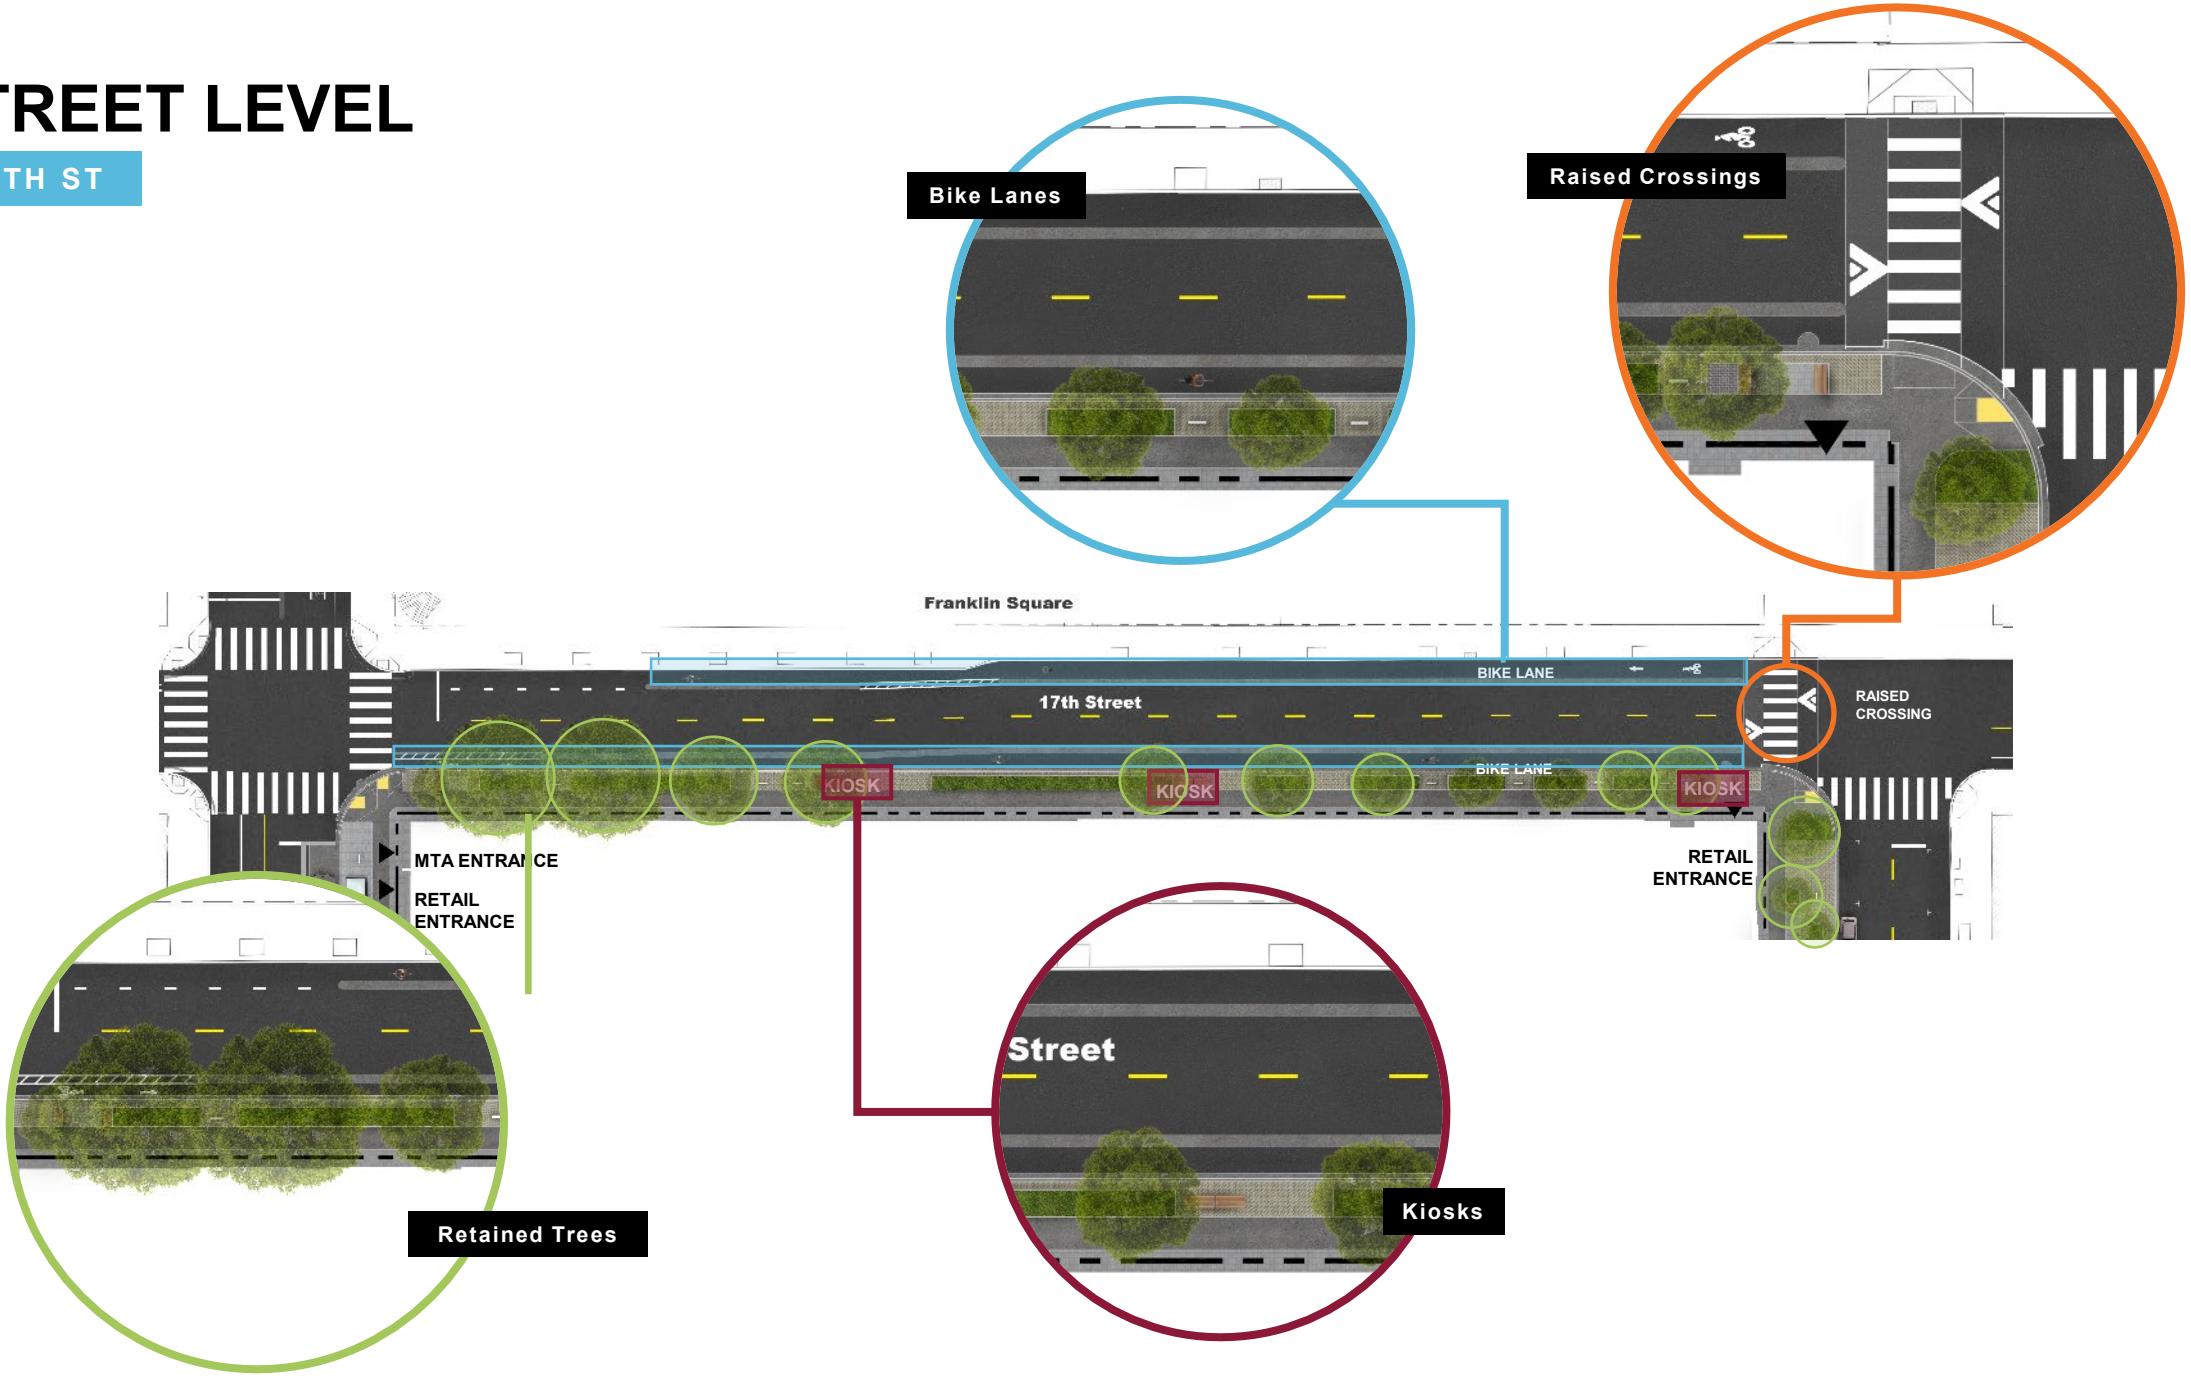 TREET LEVEL
TH ST
Bike Lanes
Raised Crossings
Franklin Square
BIKE LANE
17th Street
RAISED
CROSSING
BIKE LANE
KIOSK
KIOSK
KIOSK
MTA ENTRANCE
RETAIL
ENTRANCE
RETAIL
ENTRANCE
Street
Kiosks
Retained Trees